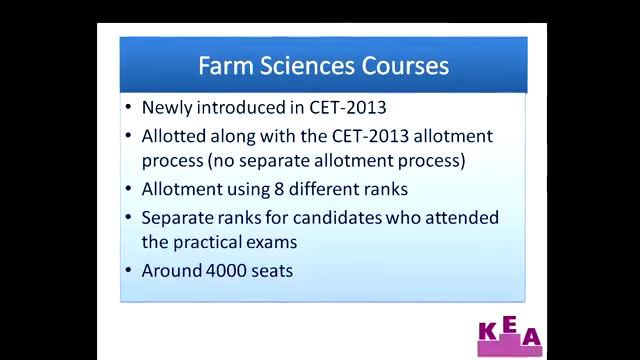 Farm Sciences Courses
• Newly introduced in CET-2013
• Allotted along with the CET-2013 allotment
process (no separate allotment process)
• Allotment using 8 different ranks
• Separate ranks for candidates who attended
the practical exams
• Around 4000 seats
KEA